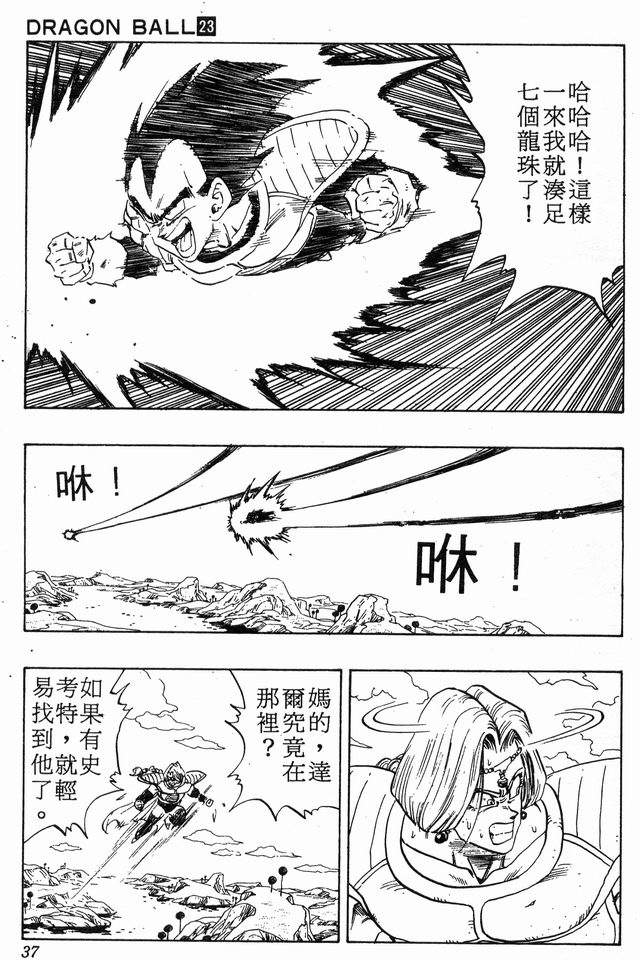 DRAGON BALL 23
哈哈哈！這樣
一來我就湊足
七個龍珠了！
咻！
咻！
媽的，達
爾究竟在
那裡？
如果有史
考特，就輕
易找到他了。
37